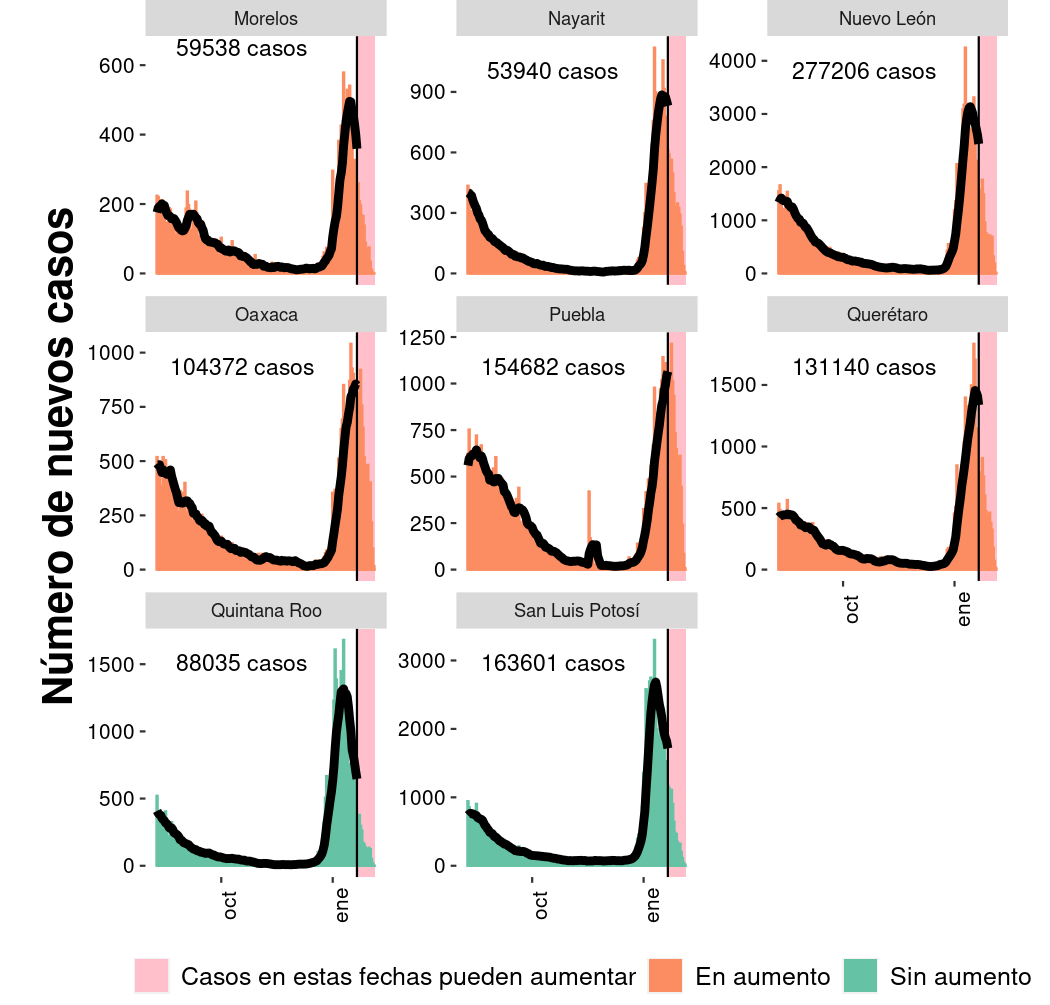 Número de nuevos casos
Morelos
59538 casos
600
400
200
0
Nayarit
53940 casos
900
600
300
0
Nuevo León
277206 casos
4000
3000
2000
1000
0
Oaxaca
104372 casos
1000
750
500
250
0
Puebla
154682 casos
1250
1000
750
500
250
0
Querétaro
131140 casos
1500
1000
500
0
oct
ene
Quintana Roo
88035 casos
1500
1000
500
0
oct
ene
San Luis Potosí
163601 casos
3000
2000
1000
0
oct
ene
Casos en estas fechas pueden aumentar
En aumento
Sin aumento